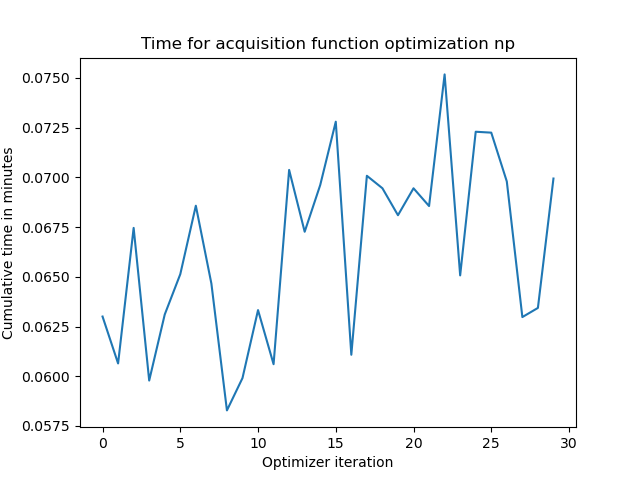 Time for acquisition function optimization np
Cumulative time in minutes
0.0750
0.0725
0.0700
0.0675
0.0650
0.0625
0.0600
0.0575
0 5 10 15 20 25 30
Optimizer iteration